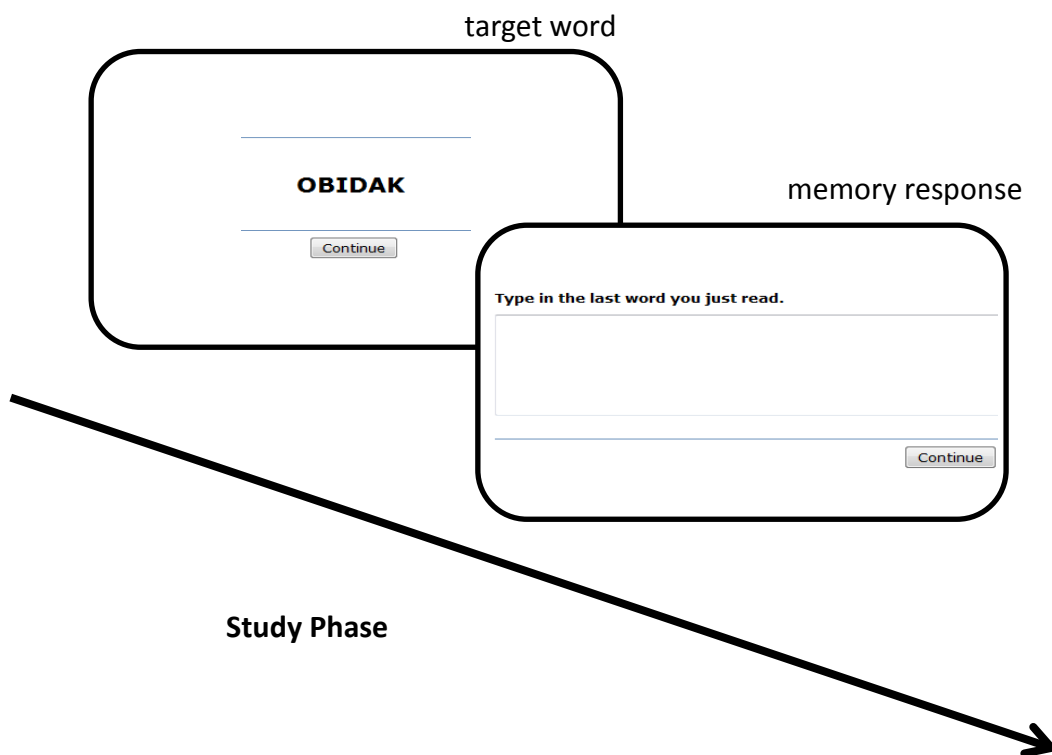 target word
OBIDAK
Continue
memory response
Type in the last word you just read.
Continue
Study Phase